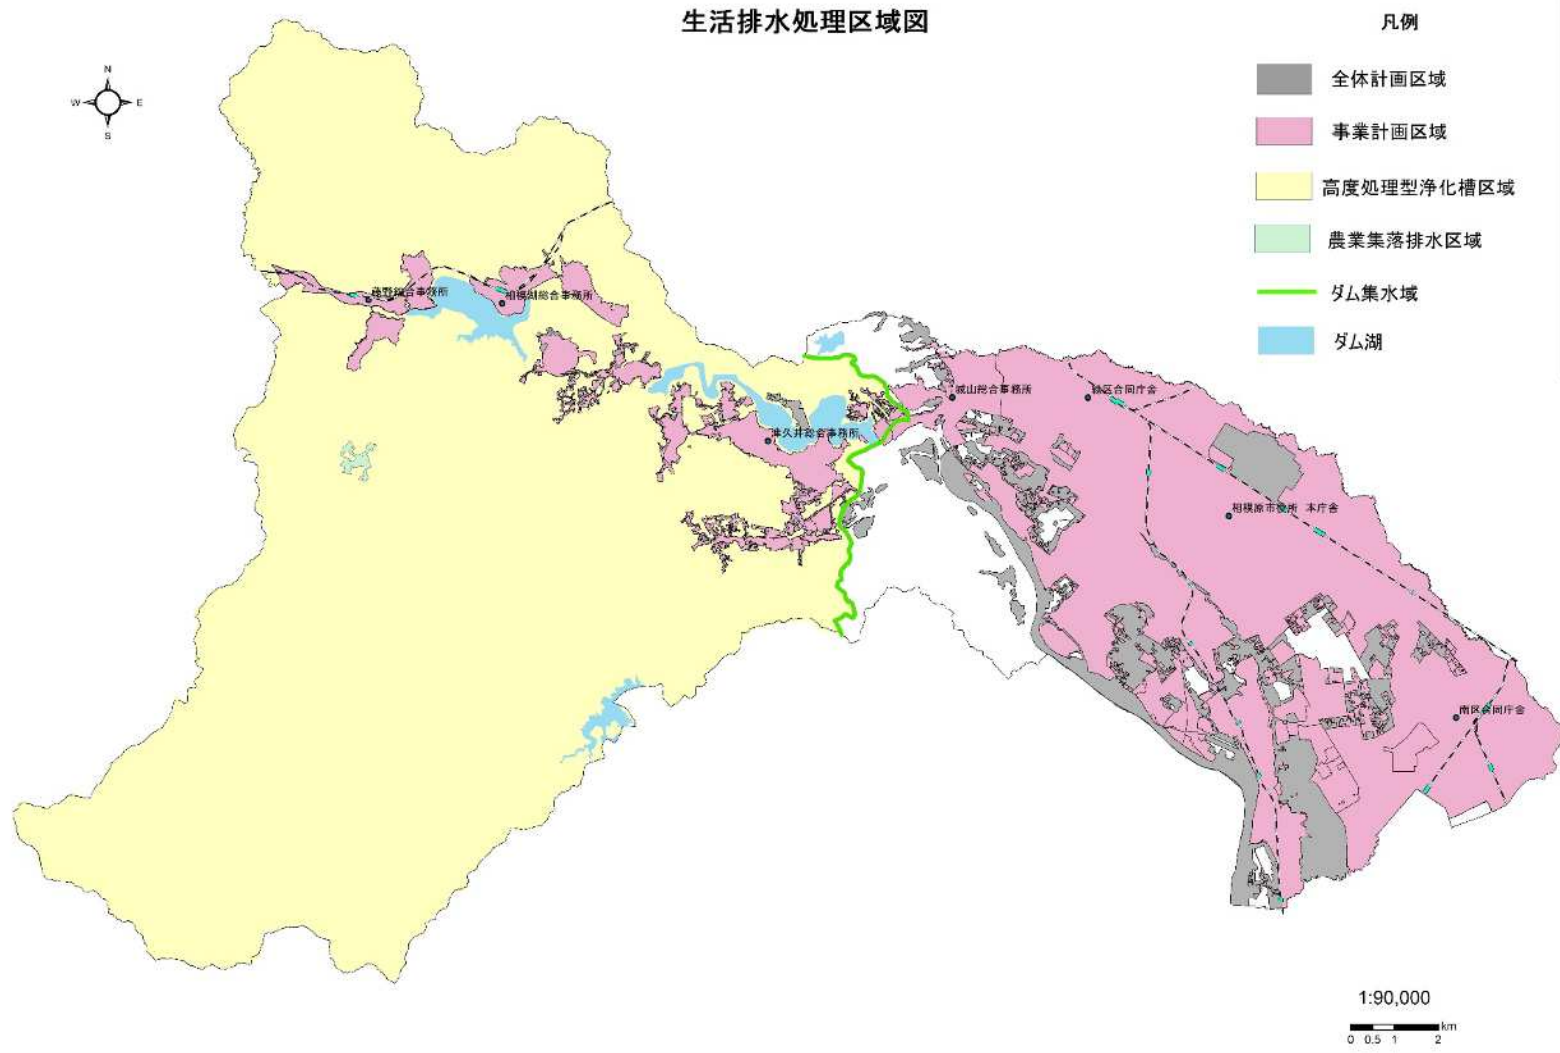 生活排水処理区域図
凡例
全体計画区域
事業計画区域
高度処理型浄化槽区域
農業集落排水区域
ダム集水域
ダム湖
N
W
E
S
藤野総合事務所
相模湖総合事務所
津久井総合事務所
城山総合事務所
緑区合同庁舎
相模原市役所 本庁舎
南区合同庁舎
1:90,000
km
0 0.5 1 2